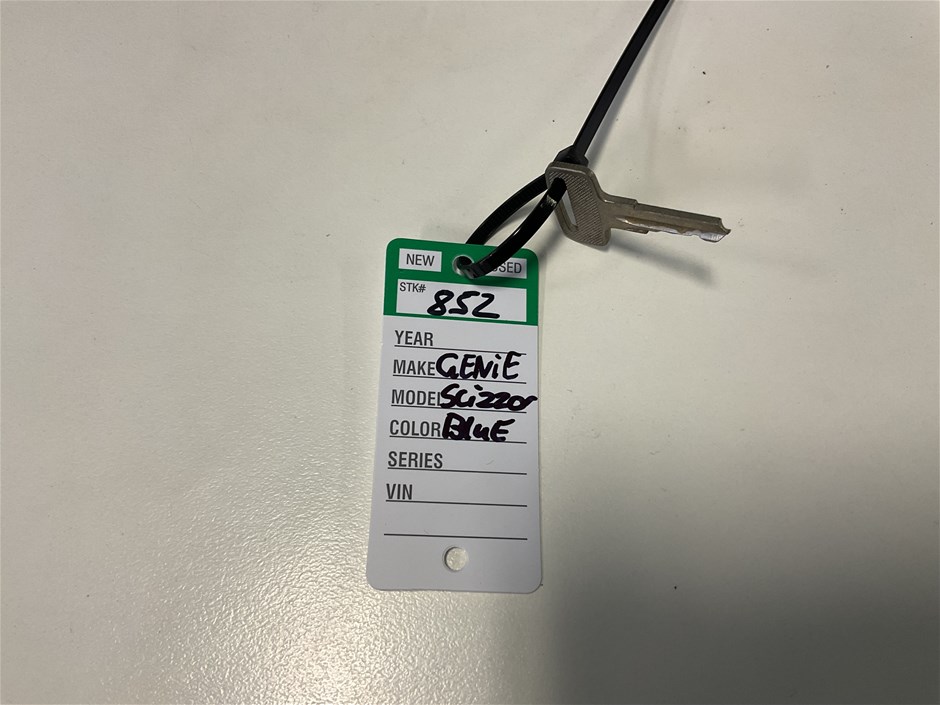 NEW USED
STK# 852
YEAR
MAKE GENiE
MODEL Scizzor
COLOR BluE
SERIES
VIN